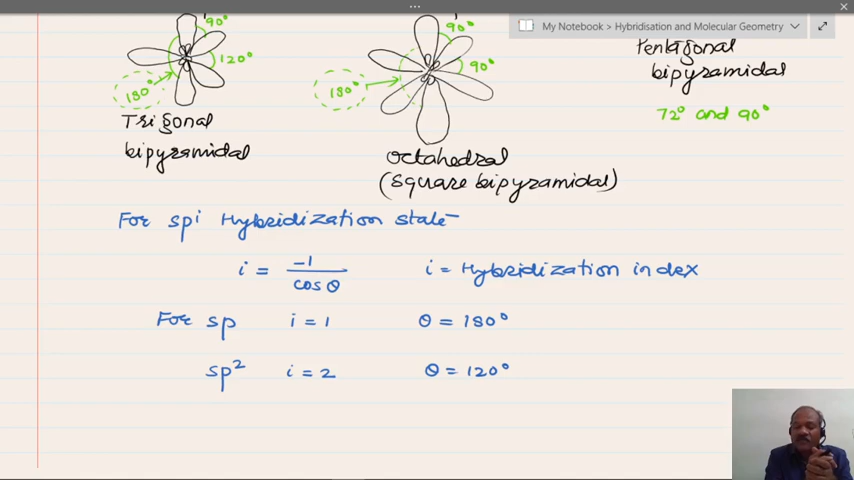 My Notebook > Hybridisation and Molecular Geometry
90°
120°
180°
Trigonal
bipyramidal
90°
90°
180°
octahedral
(square bipyramidal)
Pentagonal
bipyramidal
72° and 90°
For spi Hybridization state
i = -1
cos θ
i = Hybridization index
For sp i = 1 θ = 180°
sp² i = 2 θ = 120°